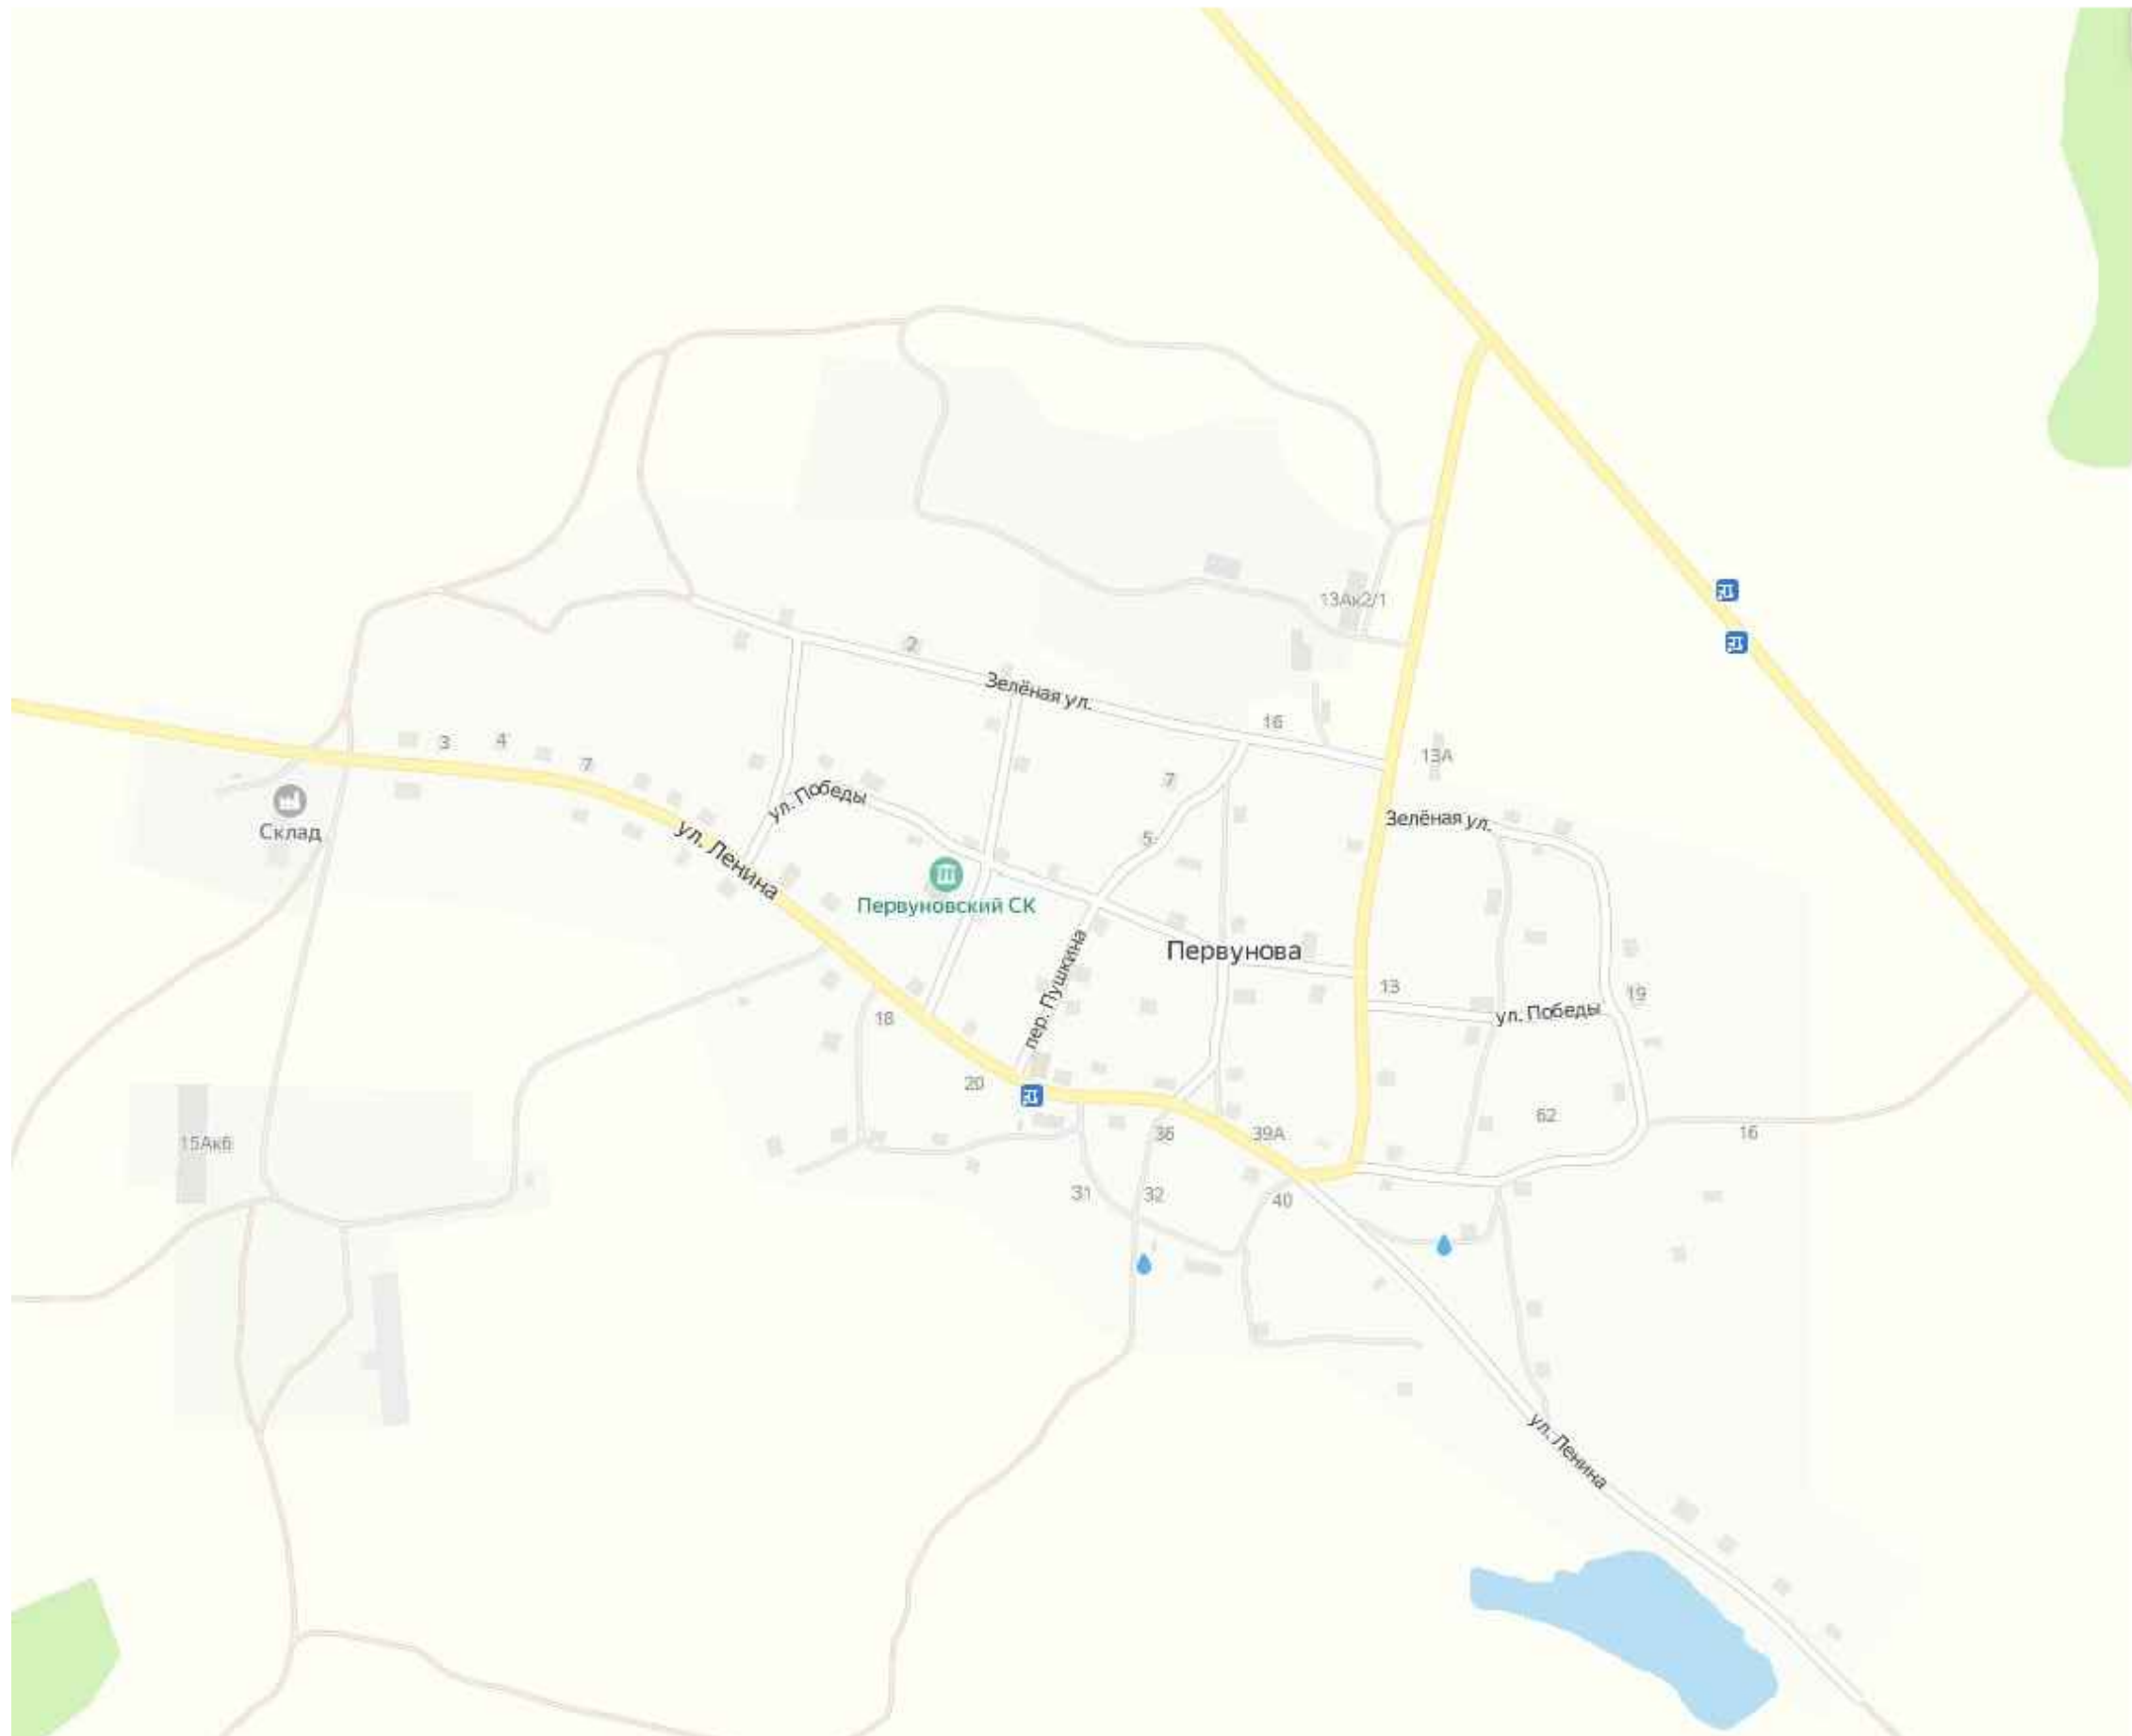 13Ак2/1
2
Зелёная ул.
16
3
4
7
13А
7
ул. Победы
Зелёная ул.
Склад
ул. Ленина
5
Первуновский СК
Первунова
пер. Пушкина
13
19
ул. Победы
18
20
62
15Ак6
36
39А
16
31
32
40
ул. Ленина